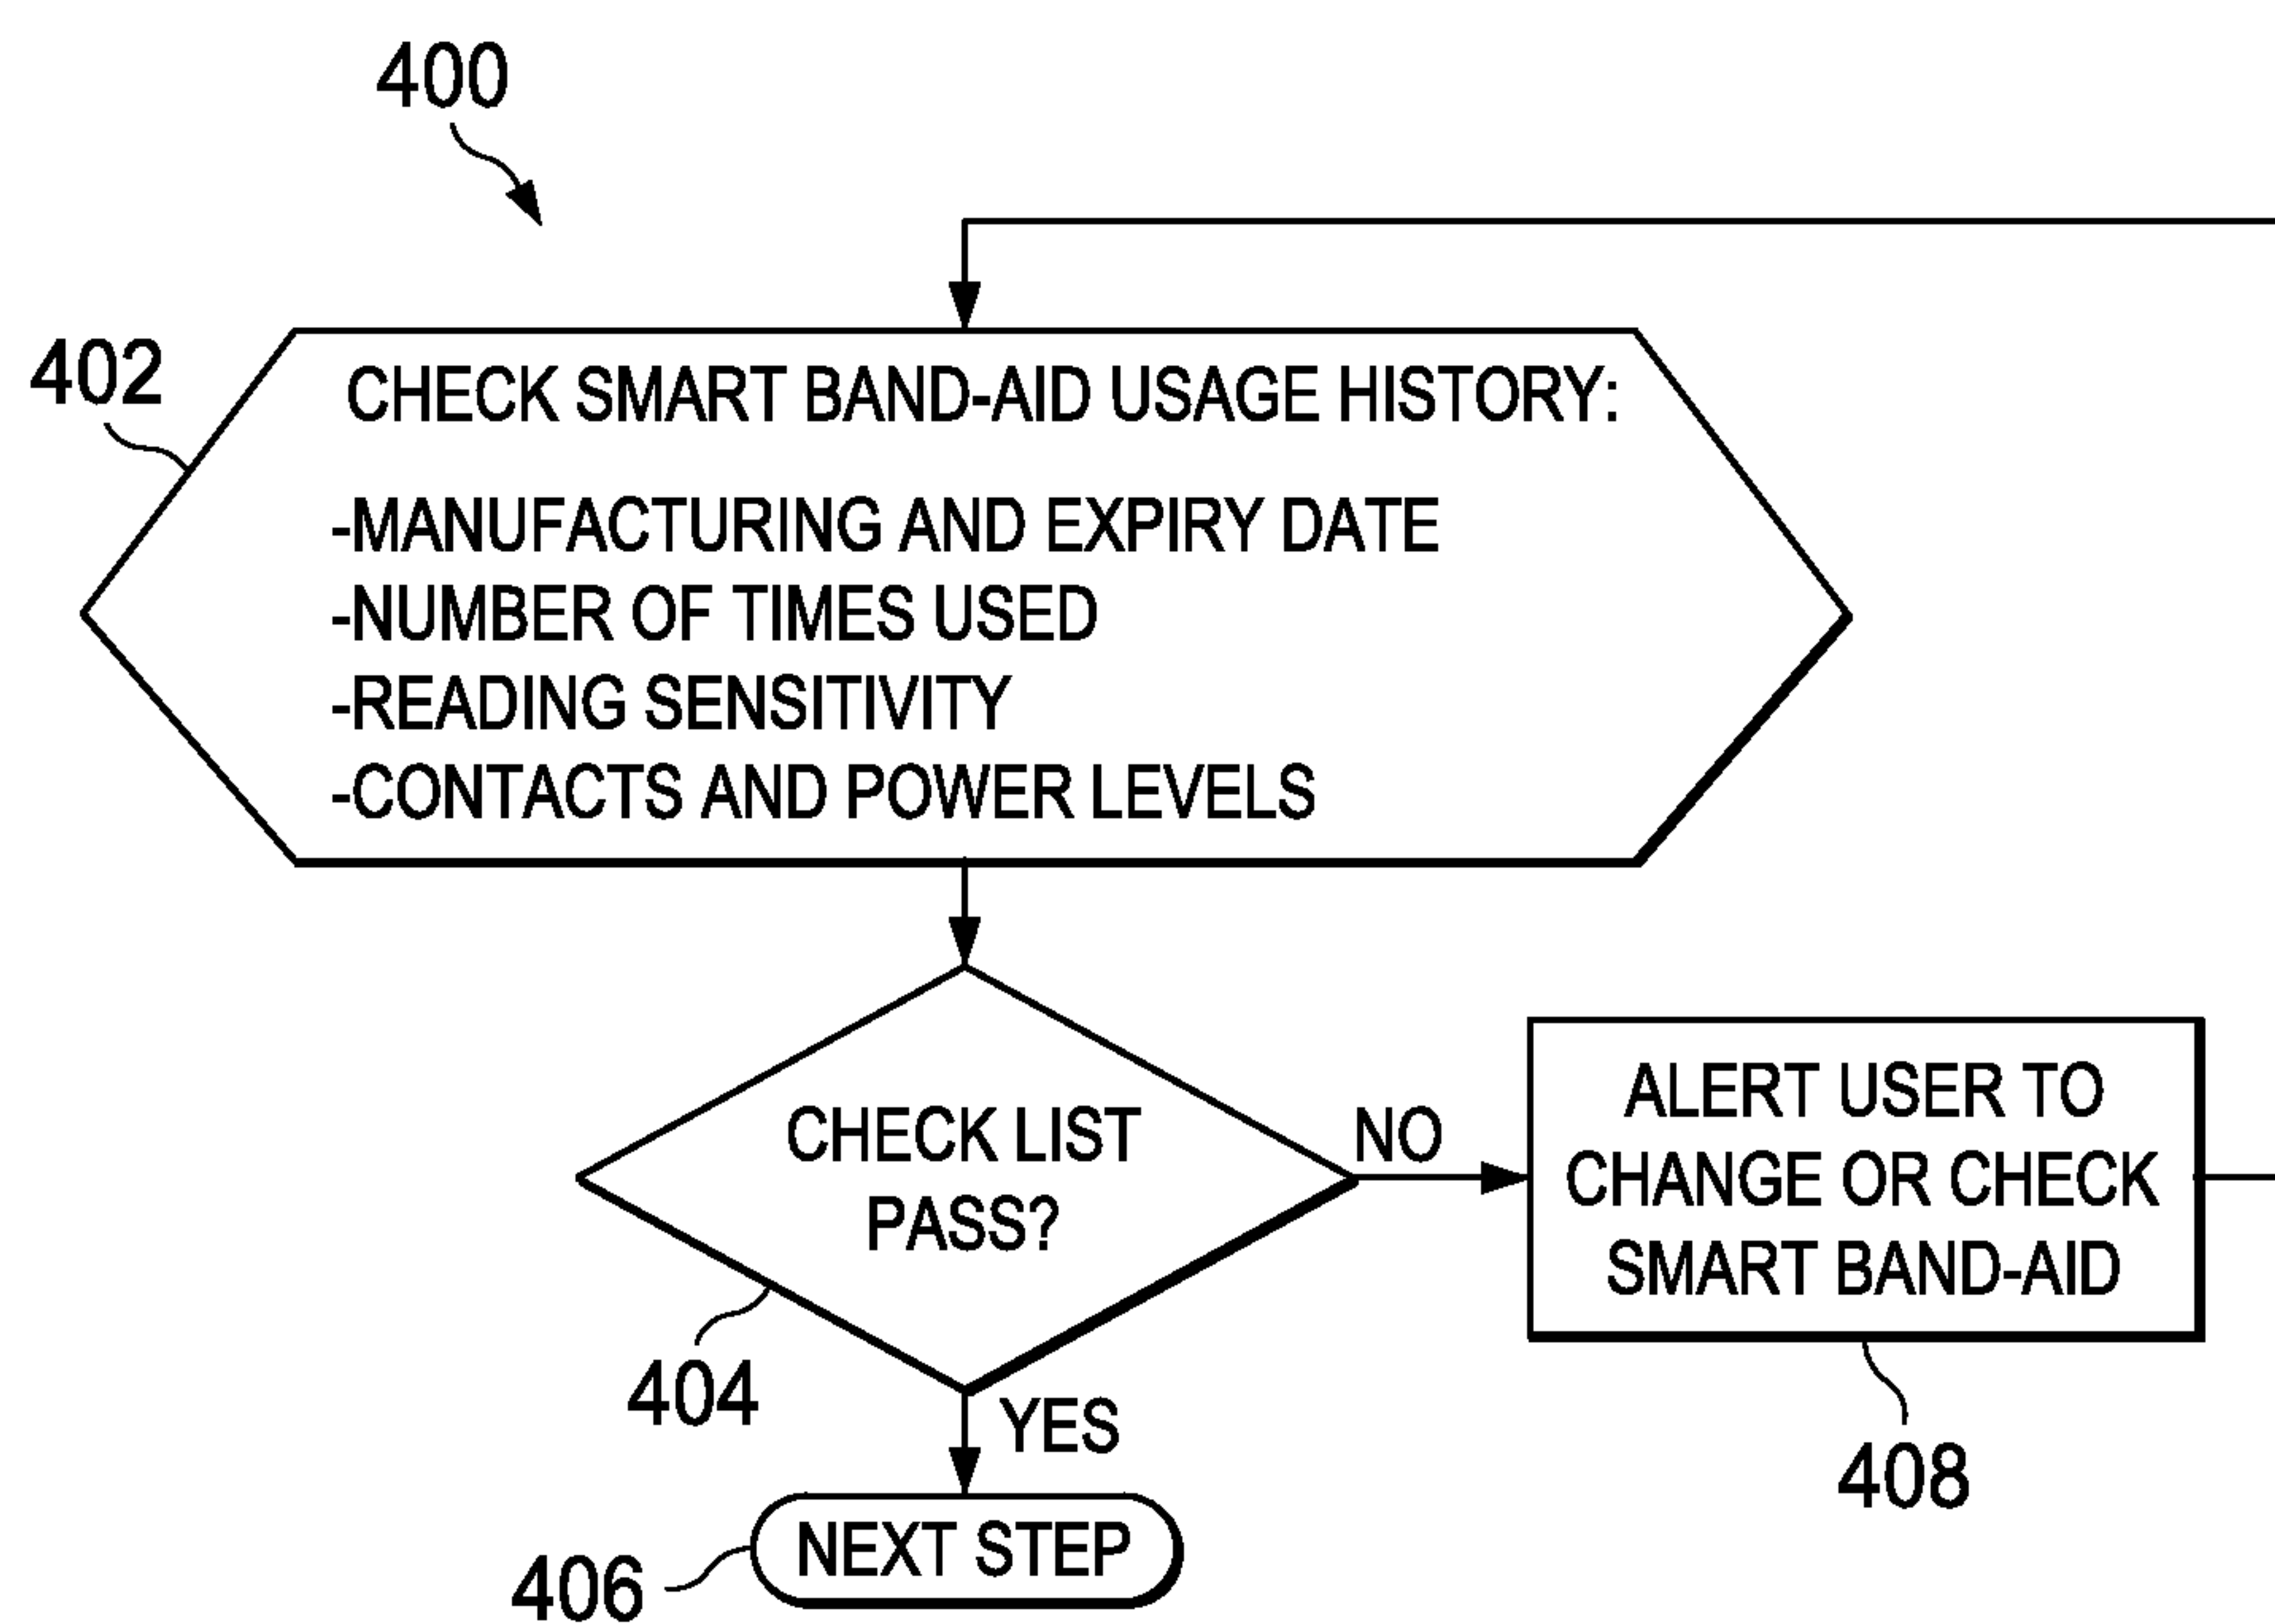 400
402
CHECK SMART BAND-AID USAGE HISTORY:
-MANUFACTURING AND EXPIRY DATE
-NUMBER OF TIMES USED
-READING SENSITIVITY
-CONTACTS AND POWER LEVELS
CHECK LIST
PASS?
NO
ALERT USER TO
CHANGE OR CHECK
SMART BAND-AID
404
YES
408
NEXT STEP
406